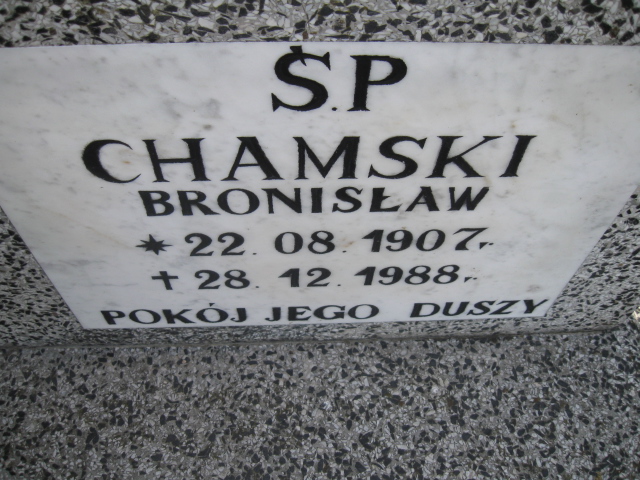 Ś.P
CHAMSKI
BRONISŁAW
* 22.08.1907r.
† 28.12.1988r.
POKÓJ JEGO DUSZY